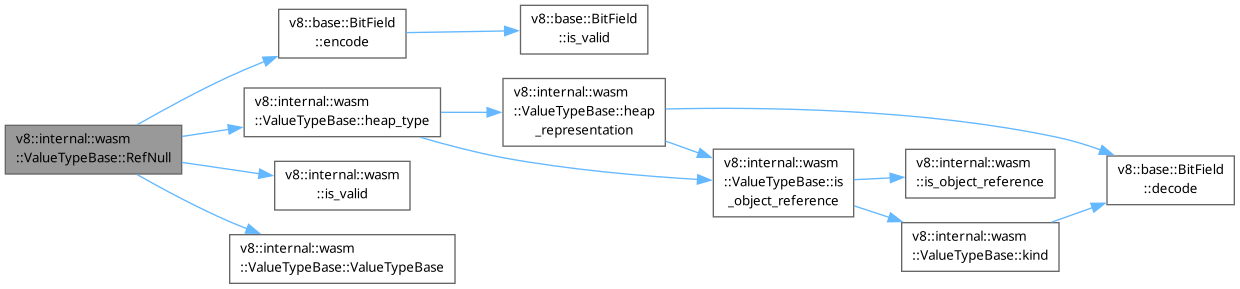 v8::internal::wasm
::ValueTypeBase::RefNull
v8::base::BitField
::encode
v8::base::BitField
::is_valid
v8::internal::wasm
::ValueTypeBase::heap_type
v8::internal::wasm
::ValueTypeBase::heap
_representation
v8::internal::wasm
::is_valid
v8::internal::wasm
::ValueTypeBase::ValueTypeBase
v8::internal::wasm
::ValueTypeBase::is
_object_reference
v8::internal::wasm
::is_object_reference
v8::internal::wasm
::ValueTypeBase::kind
v8::base::BitField
::decode